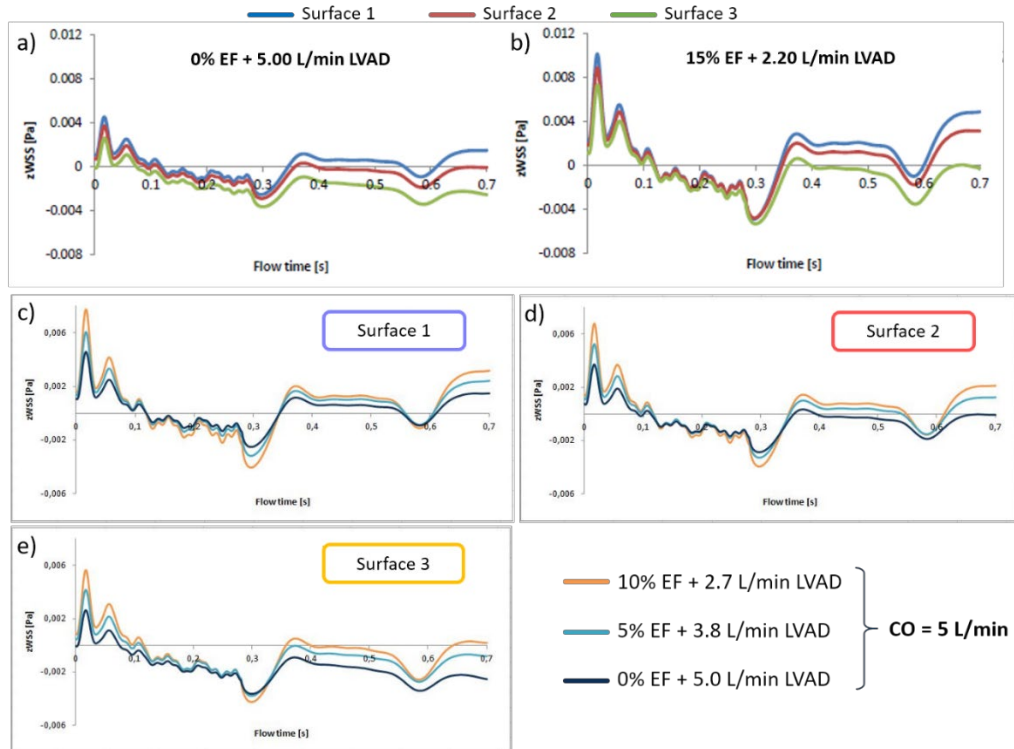 Surface 1 Surface 2 Surface 3
a)
0% EF + 5.00 L/min LVAD
0.012
0.008
0.004
0
-0.004
-0.008
zWSS [Pa]
0 0.1 0.2 0.3 0.4 0.5 0.6 0.7
Flow time [s]
b)
15% EF + 2.20 L/min LVAD
0.012
0.008
0.004
0
-0.004
-0.008
zWSS [Pa]
0 0.1 0.2 0.3 0.4 0.5 0.6 0.7
Flow time [s]
c)
Surface 1
0,006
0,002
-0,002
-0,006
zWSS [Pa]
0 0,1 0,2 0,3 0,4 0,5 0,6 0,7
Flow time [s]
d)
Surface 2
0,006
0,002
-0,002
-0,006
zWSS [Pa]
0 0,1 0,2 0,3 0,4 0,5 0,6 0,7
Flow time [s]
e)
Surface 3
0,006
0,002
-0,002
-0,006
zWSS [Pa]
0 0,1 0,2 0,3 0,4 0,5 0,6 0,7
Flow time [s]
10% EF + 2.7 L/min LVAD
5% EF + 3.8 L/min LVAD
0% EF + 5.0 L/min LVAD
CO = 5 L/min